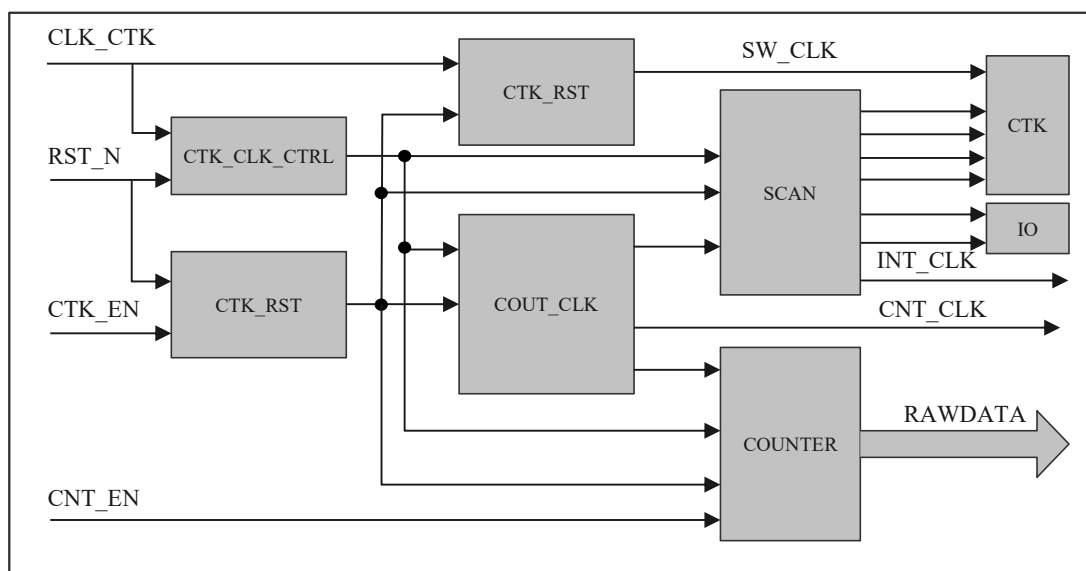 CLK_CTK
SW_CLK
CTK_RST
CTK
RST_N
CTK_CLK_CTRL
SCAN
IO
INT_CLK
CTK_EN
CTK_RST
COUT_CLK
CNT_CLK
RAWDATA
COUNTER
CNT_EN